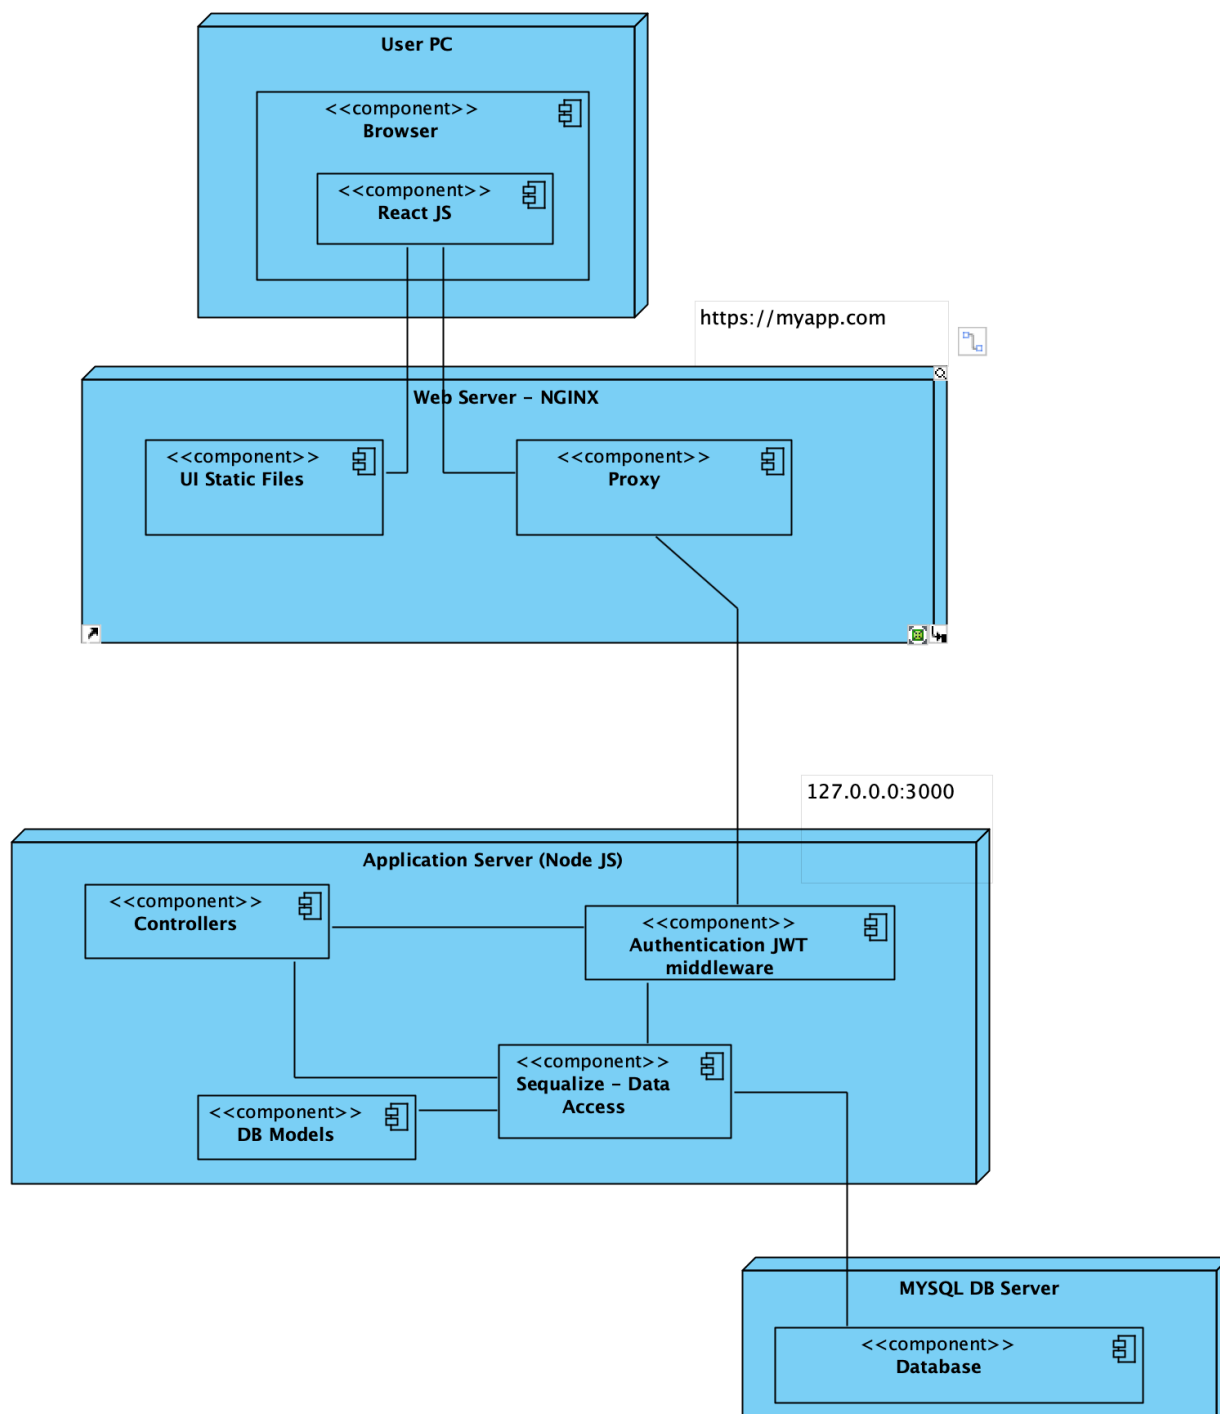 User PC
<<component>>
Browser
<<component>>
React JS
https://myapp.com
Web Server - NGINX
<<component>>
UI Static Files
<<component>>
Proxy
127.0.0.0:3000
Application Server (Node JS)
<<component>>
Controllers
<<component>>
Authentication JWT
middleware
<<component>>
Sequalize - Data
Access
<<component>>
DB Models
MYSQL DB Server
<<component>>
Database